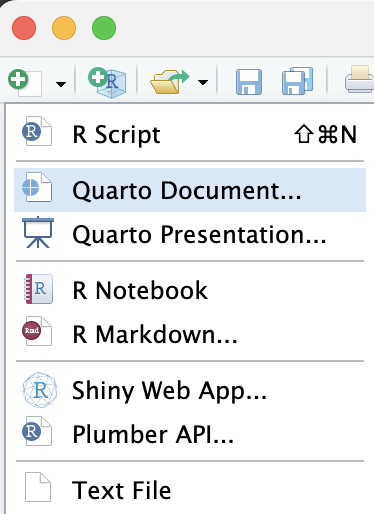 R Script ⇧⌘N
Quarto Document...
Quarto Presentation...
R Notebook
R Markdown...
Shiny Web App...
Plumber API...
Text File